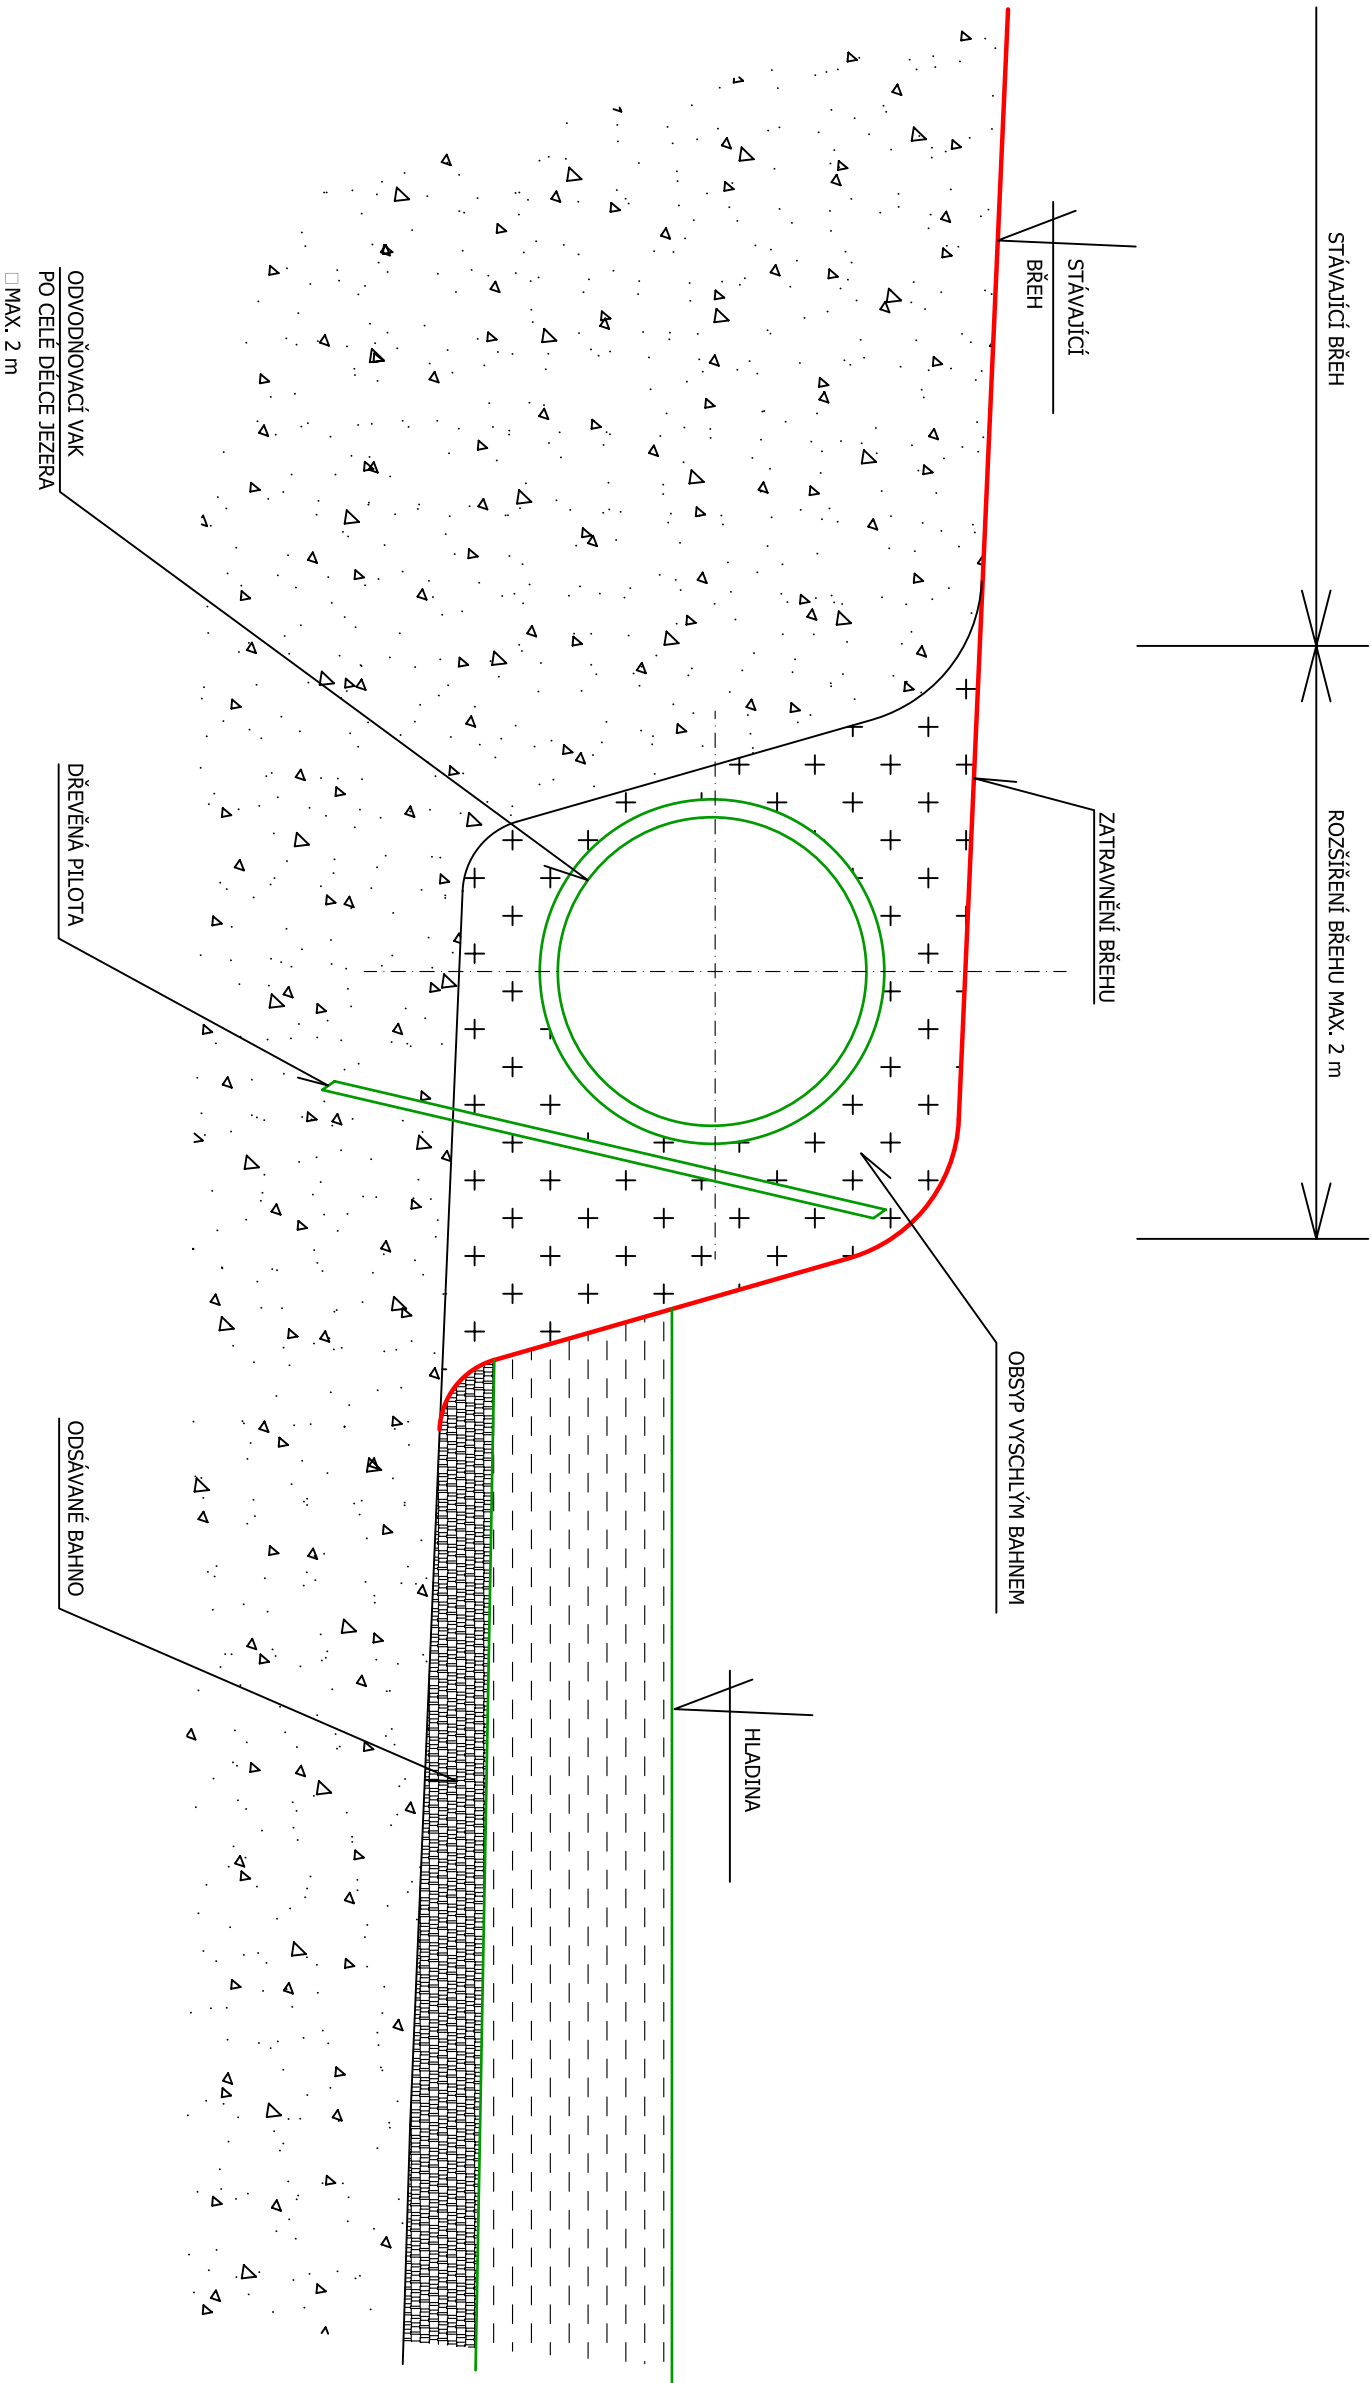 STÁVAJÍCÍ BŘEH
ROZŠÍŘENÍ BŘEHU MAX. 2 m
STÁVAJÍCÍ
BŘEH
ZATRAVNĚNÍ BŘEHU
OBSYP VYSCHLÝM BAHNEM
HLADINA
ODVODŇOVACÍ VAK
PO CELÉ DÉLCE JEZERA
□MAX. 2 m
DŘEVĚNÁ PILOTA
ODSÁVANÉ BAHNO